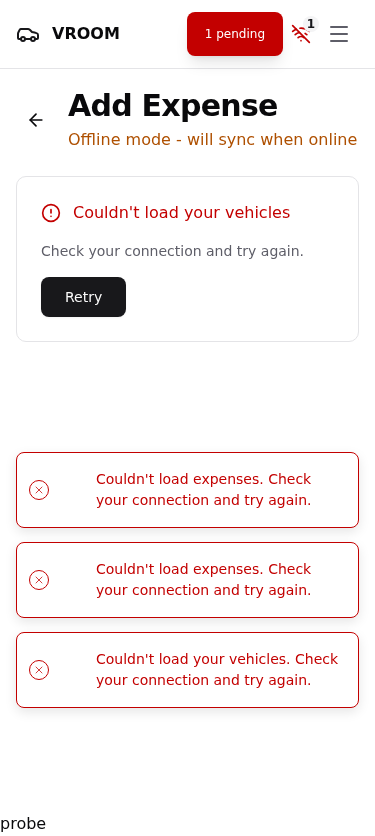 VROOM
1 pending
1
Add Expense
Offline mode - will sync when online
Couldn't load your vehicles
Check your connection and try again.
Retry
Couldn't load expenses. Check
your connection and try again.
Couldn't load expenses. Check
your connection and try again.
Couldn't load your vehicles. Check
your connection and try again.
probe